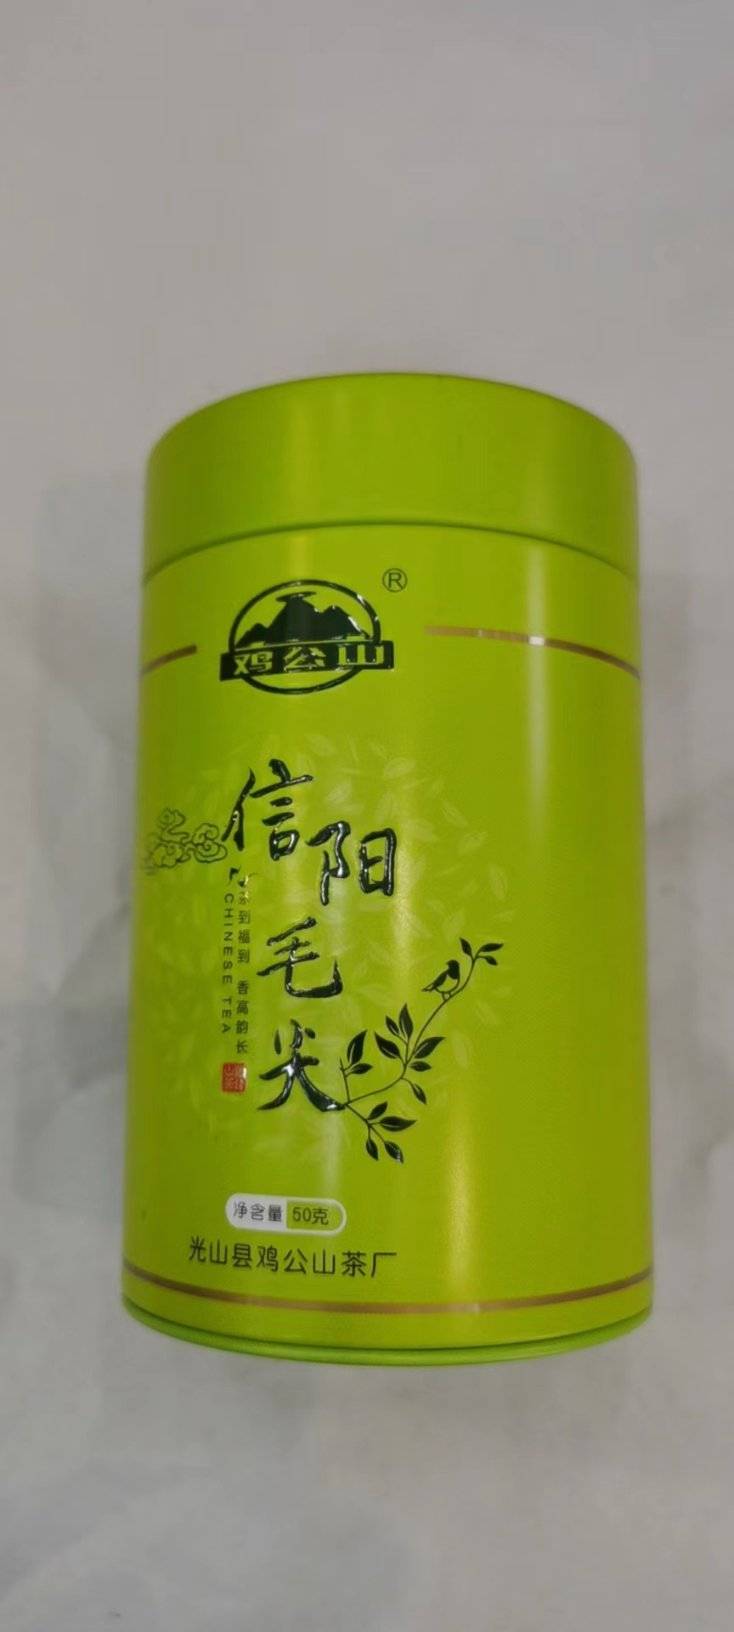 ®
鸡公山
信阳
毛尖
茶到福到 香高韵长
CHINESE TEA
净含量 50克
光山县鸡公山茶厂